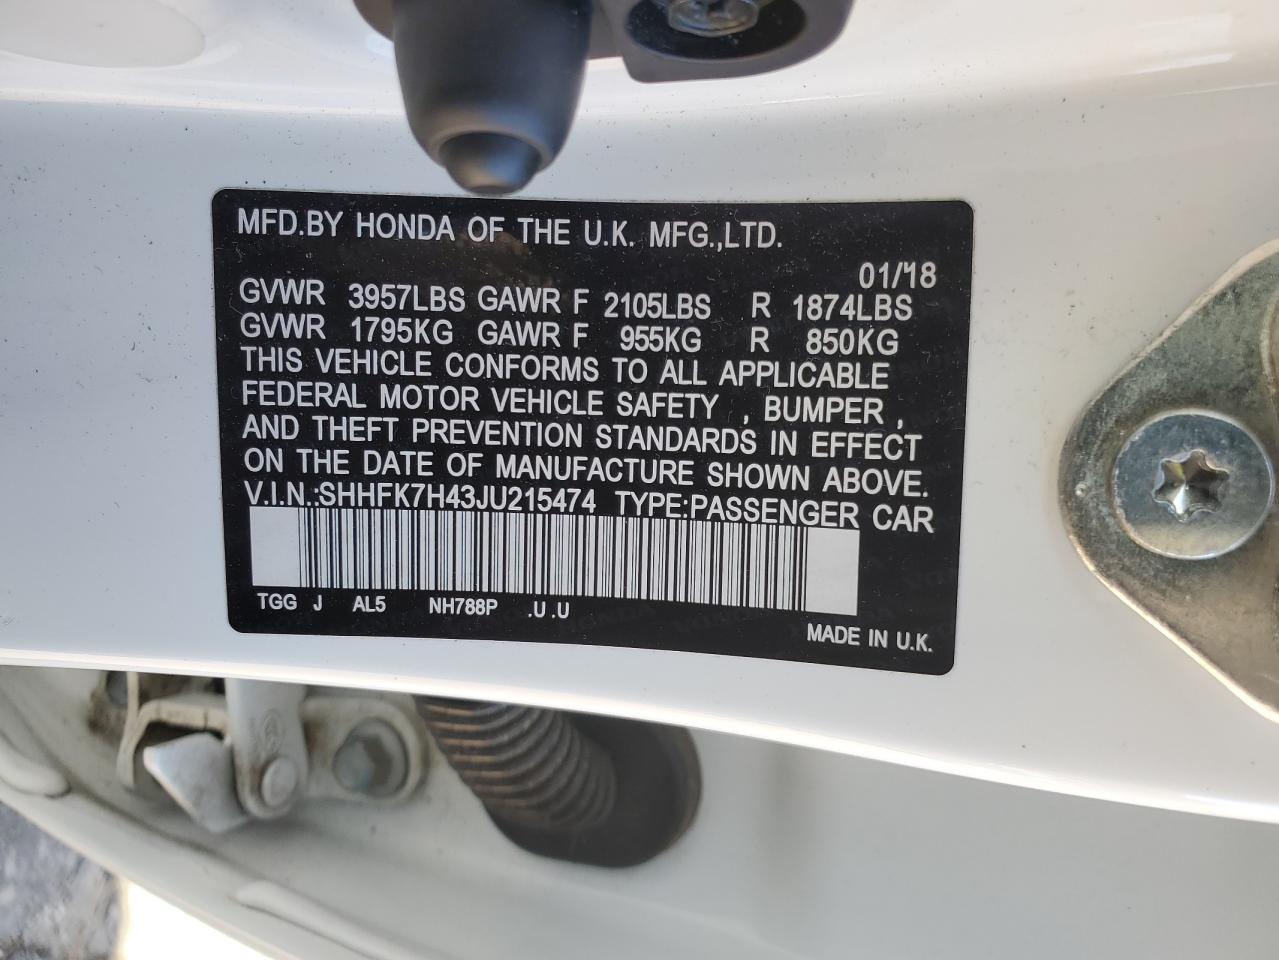 MFD.BY HONDA OF THE U.K. MFG.,LTD.
01/18
GVWR 3957LBS GAWR F 2105LBS R 1874LBS
GVWR 1795KG GAWR F 955KG R 850KG
THIS VEHICLE CONFORMS TO ALL APPLICABLE
FEDERAL MOTOR VEHICLE SAFETY , BUMPER ,
AND THEFT PREVENTION STANDARDS IN EFFECT
ON THE DATE OF MANUFACTURE SHOWN ABOVE.
V.I.N.:SHHFK7H43JU215474 TYPE:PASSENGER CAR
TGG J AL5 NH788P .U .U
MADE IN U.K.